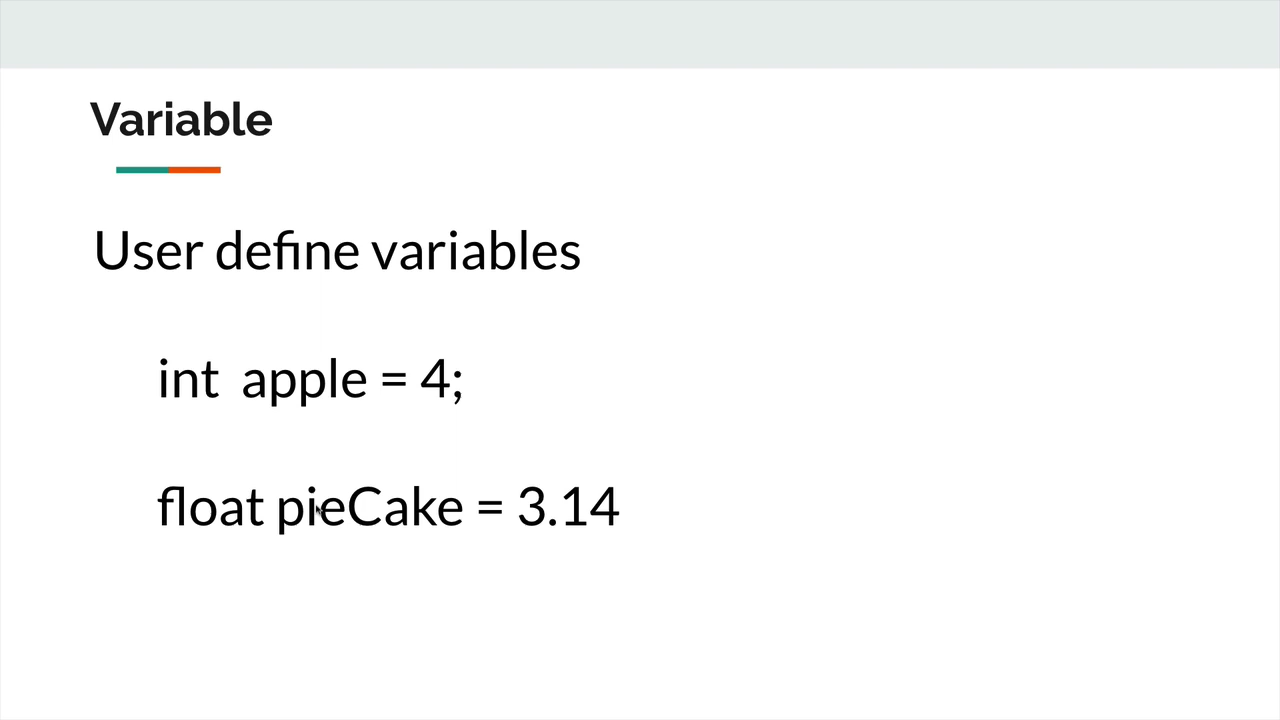 Variable
User define variables
int  apple = 4;
float pieCake = 3.14